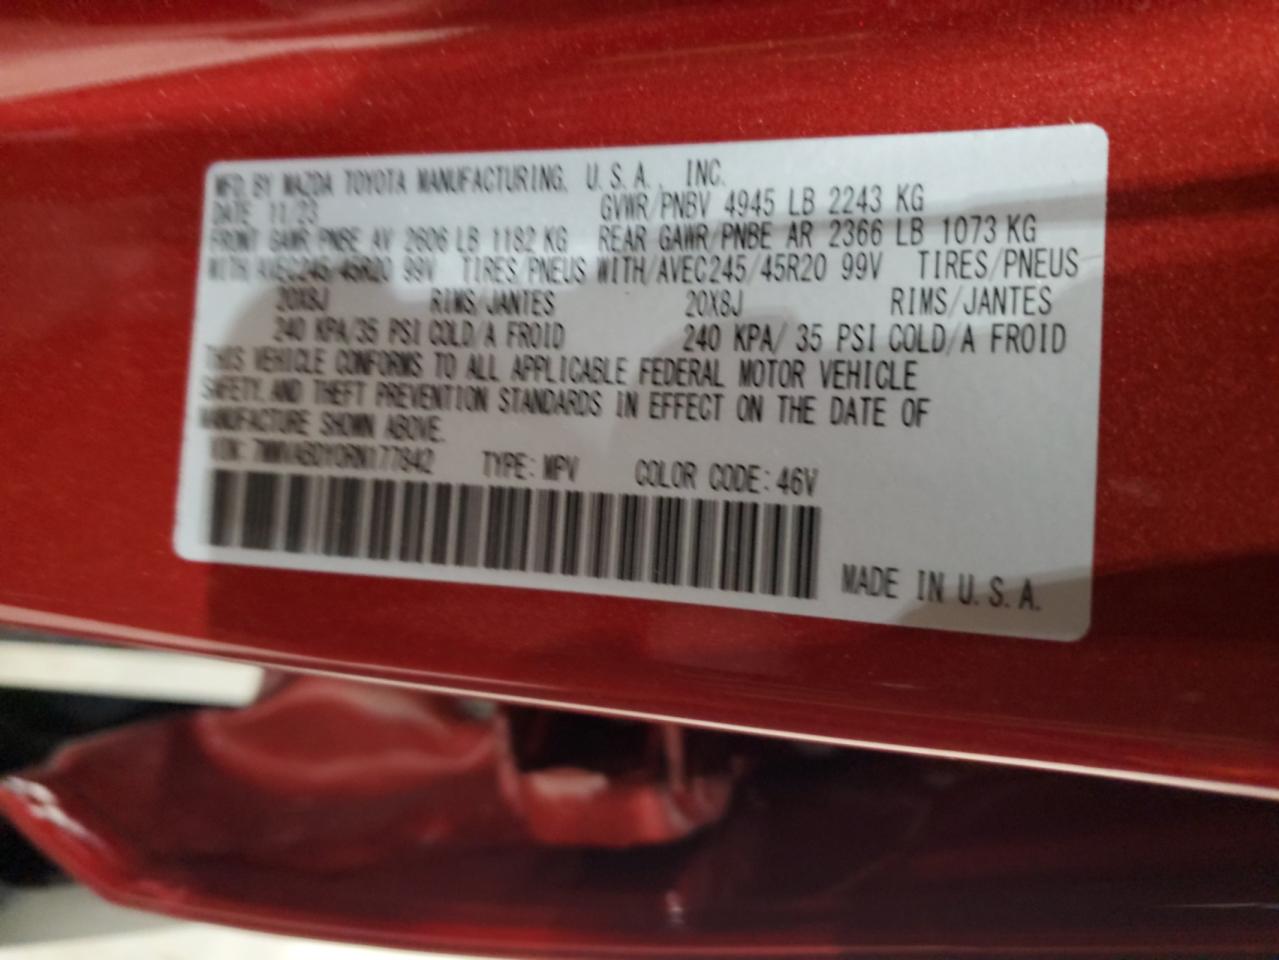 MFD. BY MAZDA TOYOTA MANUFACTURING, U.S.A., INC.
DATE 11/23 GVWR/PNBV 4945 LB 2243 KG
FRONT GAWR/PNBE AV 2606 LB 1182 KG REAR GAWR/PNBE AR 2366 LB 1073 KG
WITH/AVEC245/45R20 99V TIRES/PNEUS WITH/AVEC245/45R20 99V TIRES/PNEUS
20X8J RIMS/JANTES 20X8J RIMS/JANTES
240 KPA/35 PSI COLD/A FROID 240 KPA/ 35 PSI COLD/A FROID
THIS VEHICLE CONFORMS TO ALL APPLICABLE FEDERAL MOTOR VEHICLE
SAFETY, AND THEFT PREVENTION STANDARDS IN EFFECT ON THE DATE OF
MANUFACTURE SHOWN ABOVE.
VIN: 7MMVABDY0RN177842 TYPE: MPV COLOR CODE: 46V
MADE IN U.S.A.